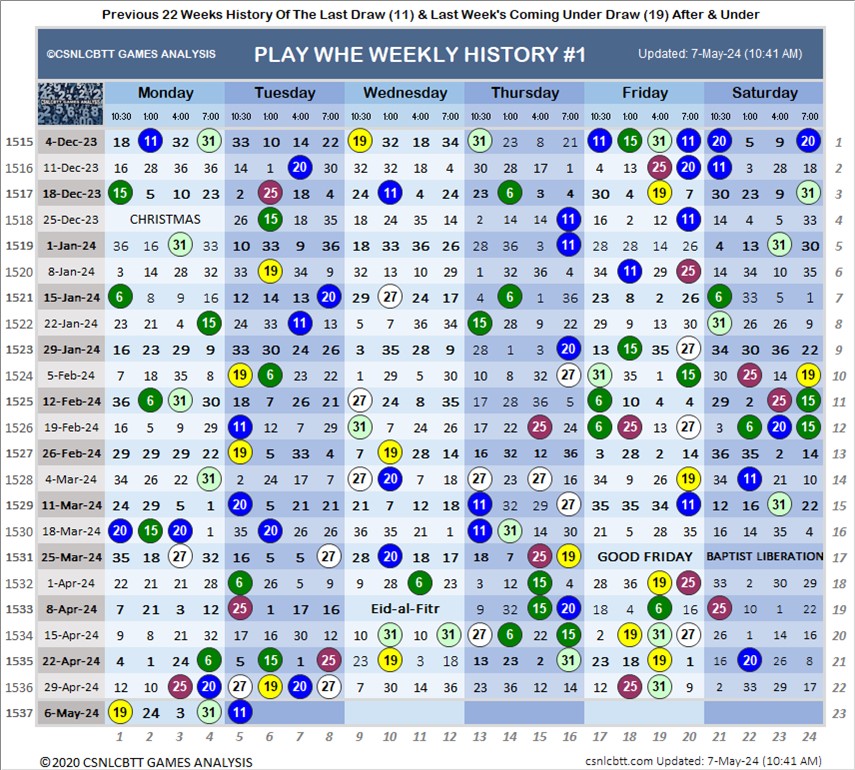 Previous 22 Weeks History Of The Last Draw (11) & Last Week's Coming Under Draw (19) After & Under
©CSNLCBTT GAMES ANALYSIS PLAY WHE WEEKLY HISTORY #1 Updated: 7-May-24 (10:41 AM)
CSNLCBTT GAMES ANALYSIS Monday Tuesday Wednesday Thursday Friday Saturday
10:30 1:00 4:00 7:00 10:30 1:00 4:00 7:00 10:30 1:00 4:00 7:00 10:30 1:00 4:00 7:00 10:30 1:00 4:00 7:00 10:30 1:00 4:00 7:00
1515 4-Dec-23 18 11 32 31 33 10 14 22 19 32 18 34 31 23 8 21 11 15 31 11 20 5 9 20 1
1516 11-Dec-23 16 28 36 36 14 1 20 30 32 2 18 4 30 28 17 1 4 13 25 20 11 3 28 18 2
1517 18-Dec-23 15 5 10 23 2 25 18 4 24 11 4 24 23 6 3 4 30 4 19 7 30 23 9 31 3
1518 25-Dec-23 CHRISTMAS 6 15 18 35 18 24 35 14 2 14 14 11 16 2 12 11 14 4 5 33 4
1519 1-Jan-24 36 16 31 33 10 33 9 36 18 33 36 26 28 36 3 11 28 28 14 26 4 13 31 30 5
1520 8-Jan-24 3 14 28 32 33 19 34 9 32 13 10 29 1 32 36 4 34 11 29 25 14 34 10 35 6
1521 15-Jan-24 6 8 9 16 12 14 13 20 29 27 24 17 4 6 1 36 23 8 2 26 6 33 5 1 7
1522 22-Jan-24 23 21 4 15 24 33 11 13 5 7 36 34 15 28 9 22 29 9 13 30 31 26 26 9 8
1523 29-Jan-24 16 23 29 9 33 30 24 26 3 35 28 9 28 1 3 20 13 15 35 27 34 30 36 22 9
1524 5-Feb-24 7 18 35 8 19 6 23 22 1 29 5 30 10 8 32 27 31 35 1 15 30 25 14 19 10
1525 12-Feb-24 36 6 31 30 18 7 26 21 27 24 8 35 17 28 36 5 6 10 4 4 29 2 25 15 11
1526 19-Feb-24 16 5 9 29 11 12 7 29 31 7 24 26 17 22 25 24 6 25 13 27 3 6 20 15 12
1527 26-Feb-24 29 2 33 21 19 5 33 4 7 19 28 14 16 32 12 36 3 28 2 14 36 35 2 14 13
1528 4-Mar-24 34 26 22 31 2 24 17 7 27 20 7 14 27 23 27 16 34 9 26 19 34 11 21 10 14
1529 11-Mar-24 24 29 5 1 20 5 21 21 21 7 12 18 11 32 29 27 35 35 34 11 12 16 31 22 15
1530 18-Mar-24 20 15 20 3 35 20 26 28 36 35 21 1 11 31 14 30 21 5 28 35 16 14 35 4 16
1531 25-Mar-24 35 18 27 32 16 5 5 27 28 20 18 17 18 7 25 19 GOOD FRIDAY BAPTIST LIBERATION 17
1532 1-Apr-24 22 21 21 28 6 26 5 9 9 28 6 23 3 12 15 4 28 36 19 25 33 2 30 29 18
1533 8-Apr-24 7 21 3 12 25 1 17 16 Eid-al-Fitr 9 32 15 20 18 4 6 16 25 10 1 22 19
1534 15-Apr-24 9 8 21 32 17 16 30 12 10 31 10 31 27 6 22 15 2 19 31 27 26 1 14 16 20
1535 22-Apr-24 4 1 24 6 5 15 1 25 23 19 3 18 13 23 2 31 23 18 19 1 16 20 26 8 21
1536 29-Apr-24 12 10 25 20 27 19 20 27 7 30 14 36 23 36 14 7 12 25 31 9 2 33 29 17 22
1537 6-May-24 19 24 3 31 11 23
1 2 3 4 5 6 7 8 9 10 11 12 13 14 15 16 17 18 19 20 21 22 23 24
©2020 CSNLCBTT GAMES ANALYSIS csnlcbtt.com Updated: 7-May-24 (10:41 AM)